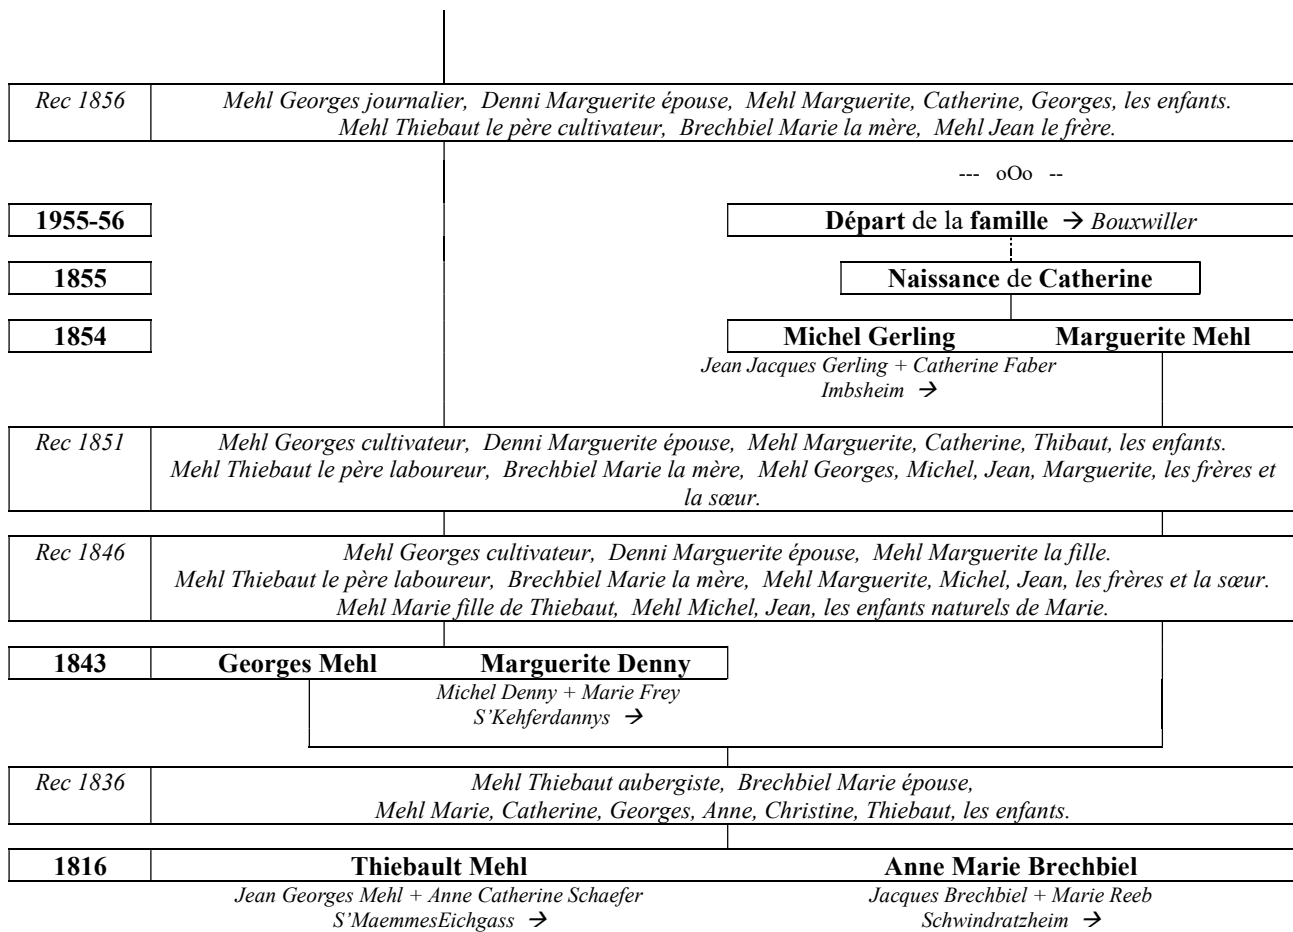 Rec 1856 Mehl Georges journalier, Denni Marguerite épouse, Mehl Marguerite, Catherine, Georges, les enfants.
Mehl Thiebaut le père cultivateur, Brechbiel Marie la mère, Mehl Jean le frère.
--- oOo --
1955-56 Départ de la famille → Bouxwiller
1855 Naissance de Catherine
1854 Michel Gerling Marguerite Mehl
Jean Jacques Gerling + Catherine Faber
Imbsheim →
Rec 1851 Mehl Georges cultivateur, Denni Marguerite épouse, Mehl Marguerite, Catherine, Thibaut, les enfants.
Mehl Thiebaut le père laboureur, Brechbiel Marie la mère, Mehl Georges, Michel, Jean, Marguerite, les frères et
la sœur.
Rec 1846 Mehl Georges cultivateur, Denni Marguerite épouse, Mehl Marguerite la fille.
Mehl Thiebaut le père laboureur, Brechbiel Marie la mère, Mehl Marguerite, Michel, Jean, les frères et la sœur.
Mehl Marie fille de Thiebaut, Mehl Michel, Jean, les enfants naturels de Marie.
1843 Georges Mehl Marguerite Denny
Michel Denny + Marie Frey
S'Kehferdannys →
Rec 1836 Mehl Thiebaut aubergiste, Brechbiel Marie épouse,
Mehl Marie, Catherine, Georges, Anne, Christine, Thiebaut, les enfants.
1816 Thiebault Mehl Anne Marie Brechbiel
Jean Georges Mehl + Anne Catherine Schaefer Jacques Brechbiel + Marie Reeb
S'MaemmesEichgass → Schwindratzheim →